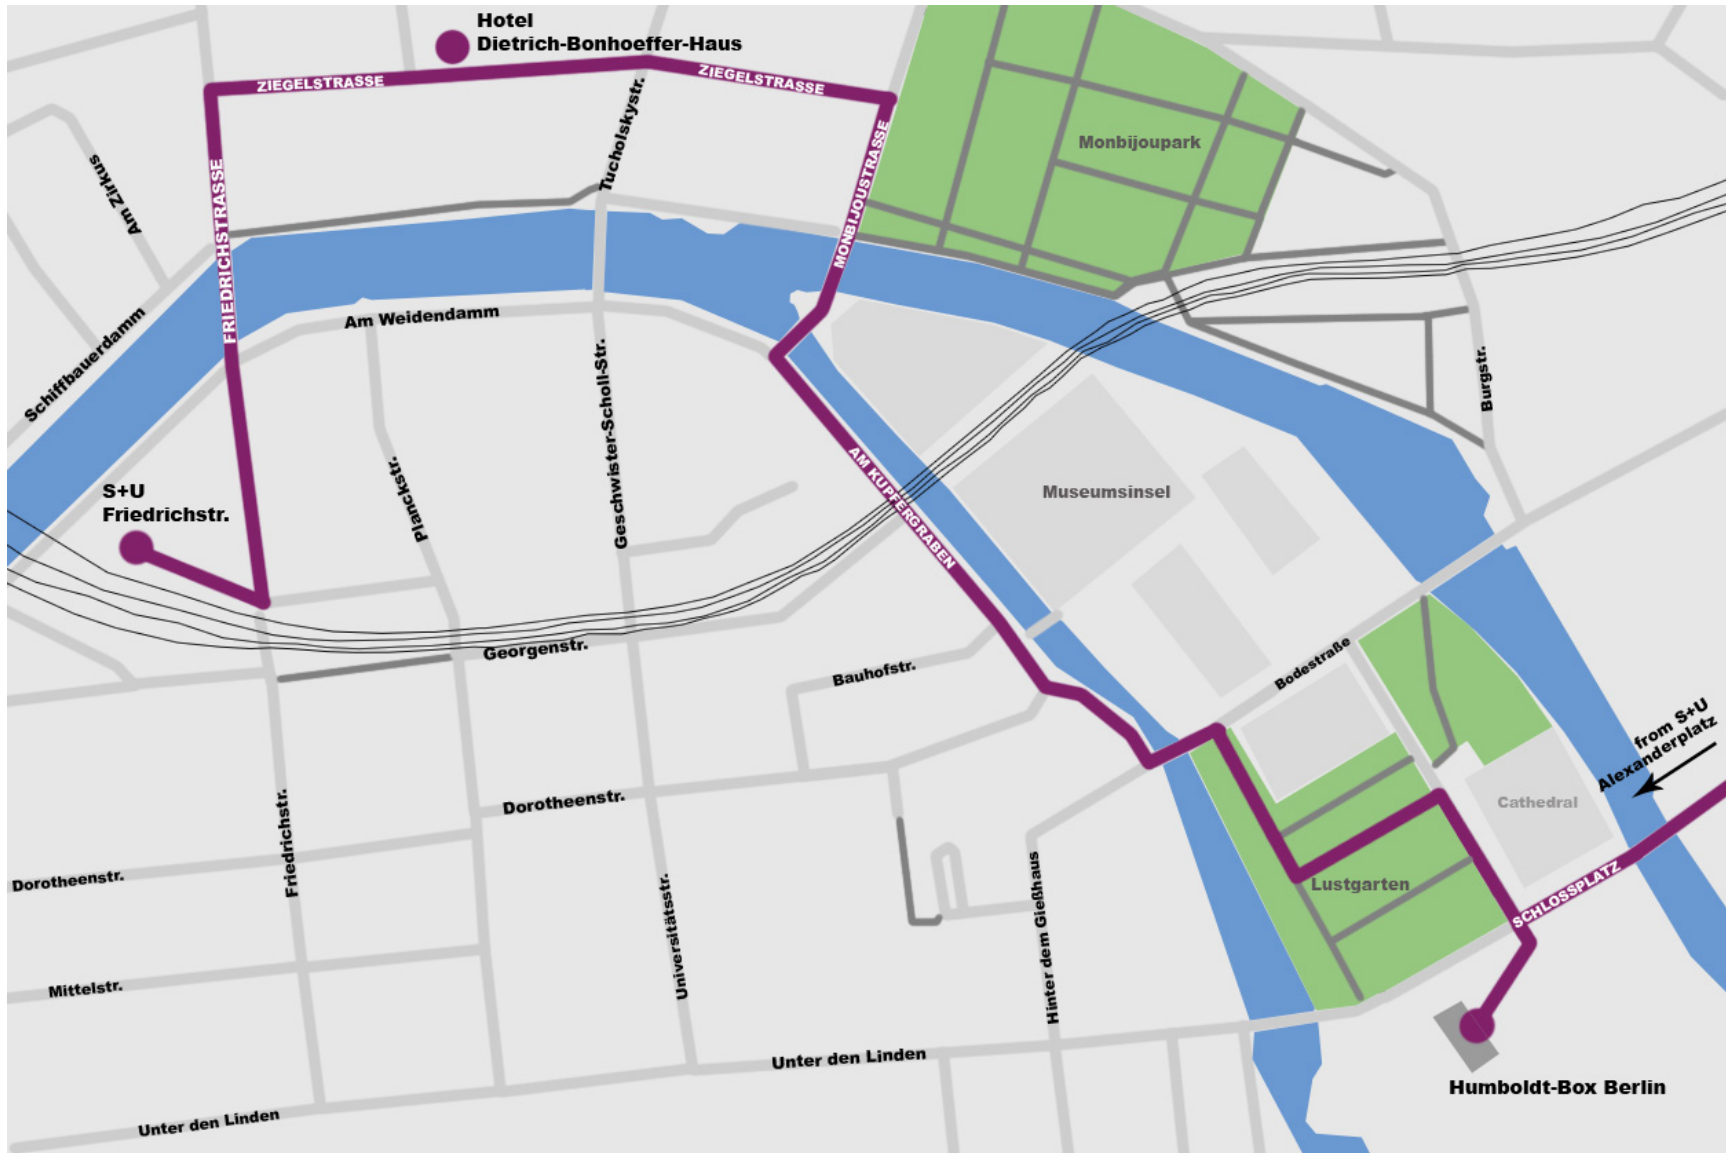 Hotel
Dietrich-Bonhoeffer-Haus
ZIEGELSTRASSE
ZIEGELSTRASSE
Tucholskystr.
Monbijoupark
MONBIJOUSTRASSE
Am Zirkus
FRIEDRICHSTRASSE
Schiffbauerdamm
Am Weidendamm
Geschwister-Scholl-Str.
Burgstr.
AM KUPFERGRABEN
Planckstr.
S+U
Friedrichstr.
Museumsinsel
Georgenstr.
Bauhofstr.
Bodestraße
from S+U
Alexanderplatz
Cathedral
Dorotheenstr.
Friedrichstr.
Dorotheenstr.
Universitätsstr.
Hinter dem Gießhaus
Lustgarten
SCHLOSSPLATZ
Mittelstr.
Unter den Linden
Humboldt-Box Berlin
Unter den Linden